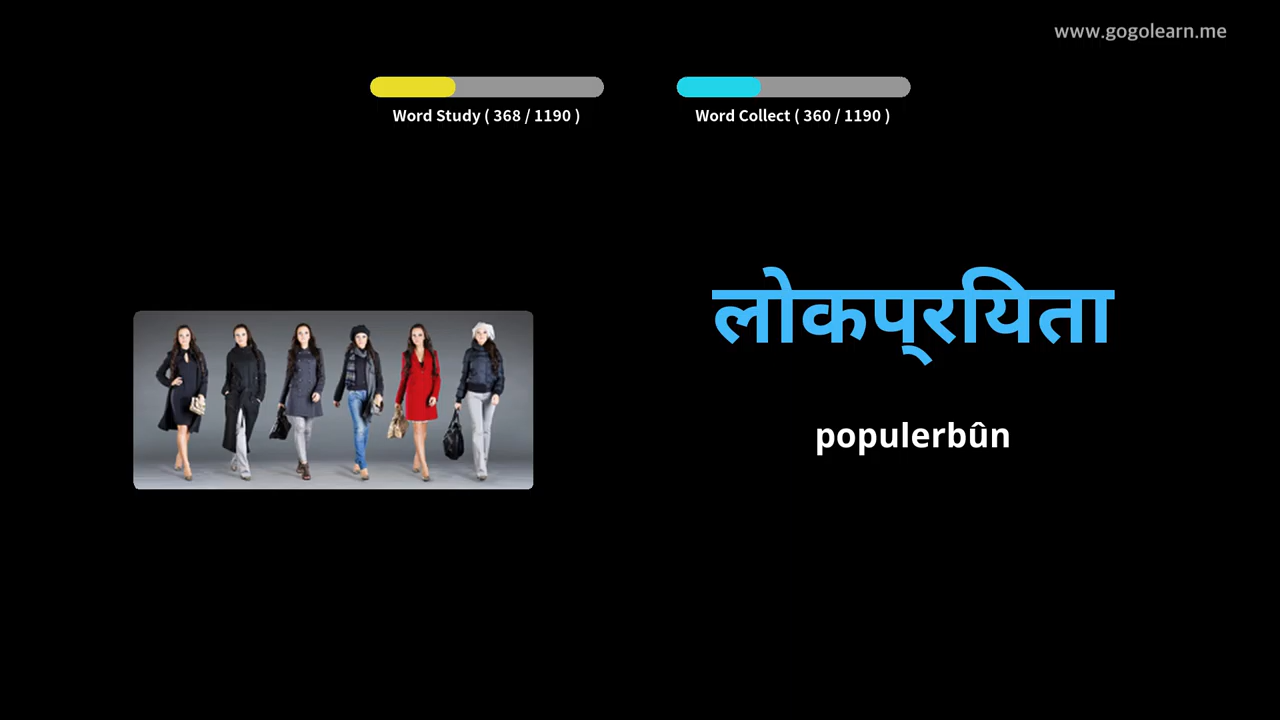 www.gogolearn.me
Word Study ( 368 / 1190 )
Word Collect ( 360 / 1190 )
लोकप्‌रयिता
populerbûn